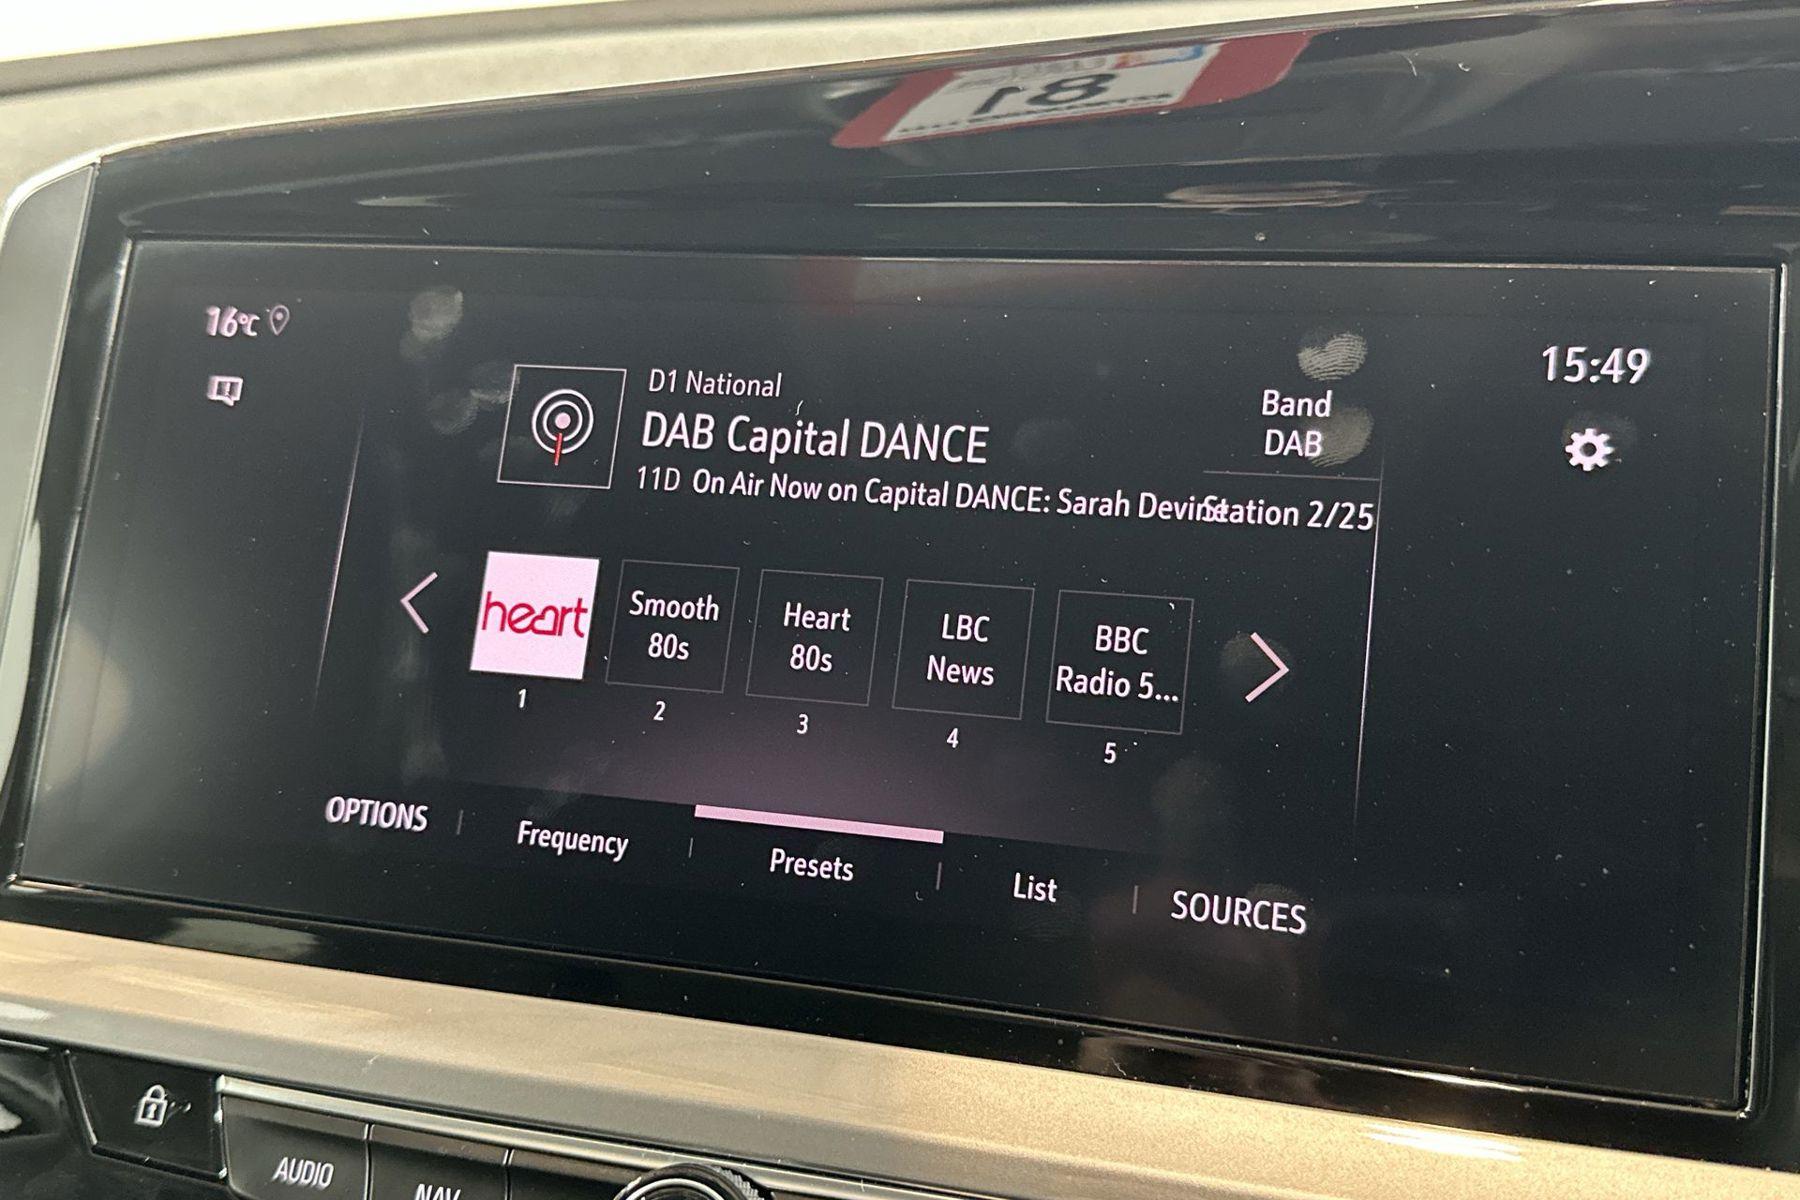 81
16°C
15:49
D1 National
DAB Capital DANCE
11D On Air Now on Capital DANCE: Sarah Devine
Band
DAB
Station 2/25
heart
1
Smooth
80s
2
Heart
80s
3
LBC
News
4
BBC
Radio 5...
5
OPTIONS
Frequency
Presets
List
SOURCES
AUDIO
NAV